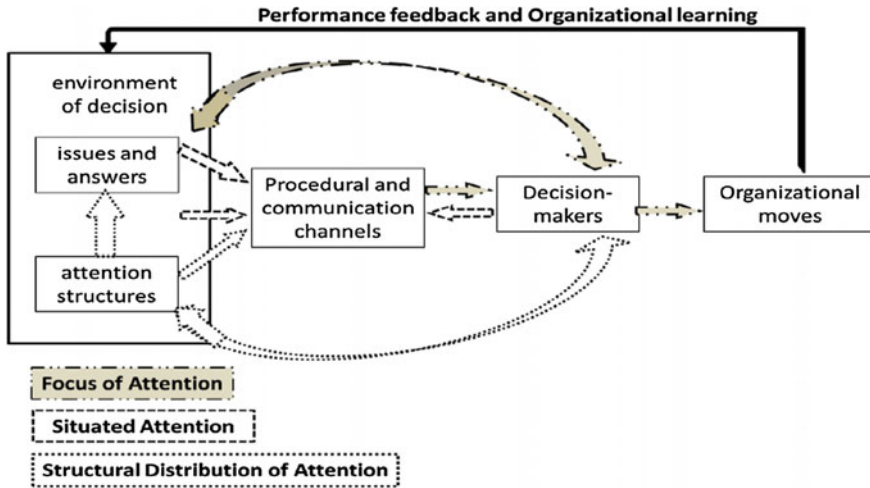 Performance feedback and Organizational learning
environment
of decision
issues and
answers
attention
structures
Procedural and
communication
channels
Decision-
makers
Organizational
moves
Focus of Attention
Situated Attention
Structural Distribution of Attention